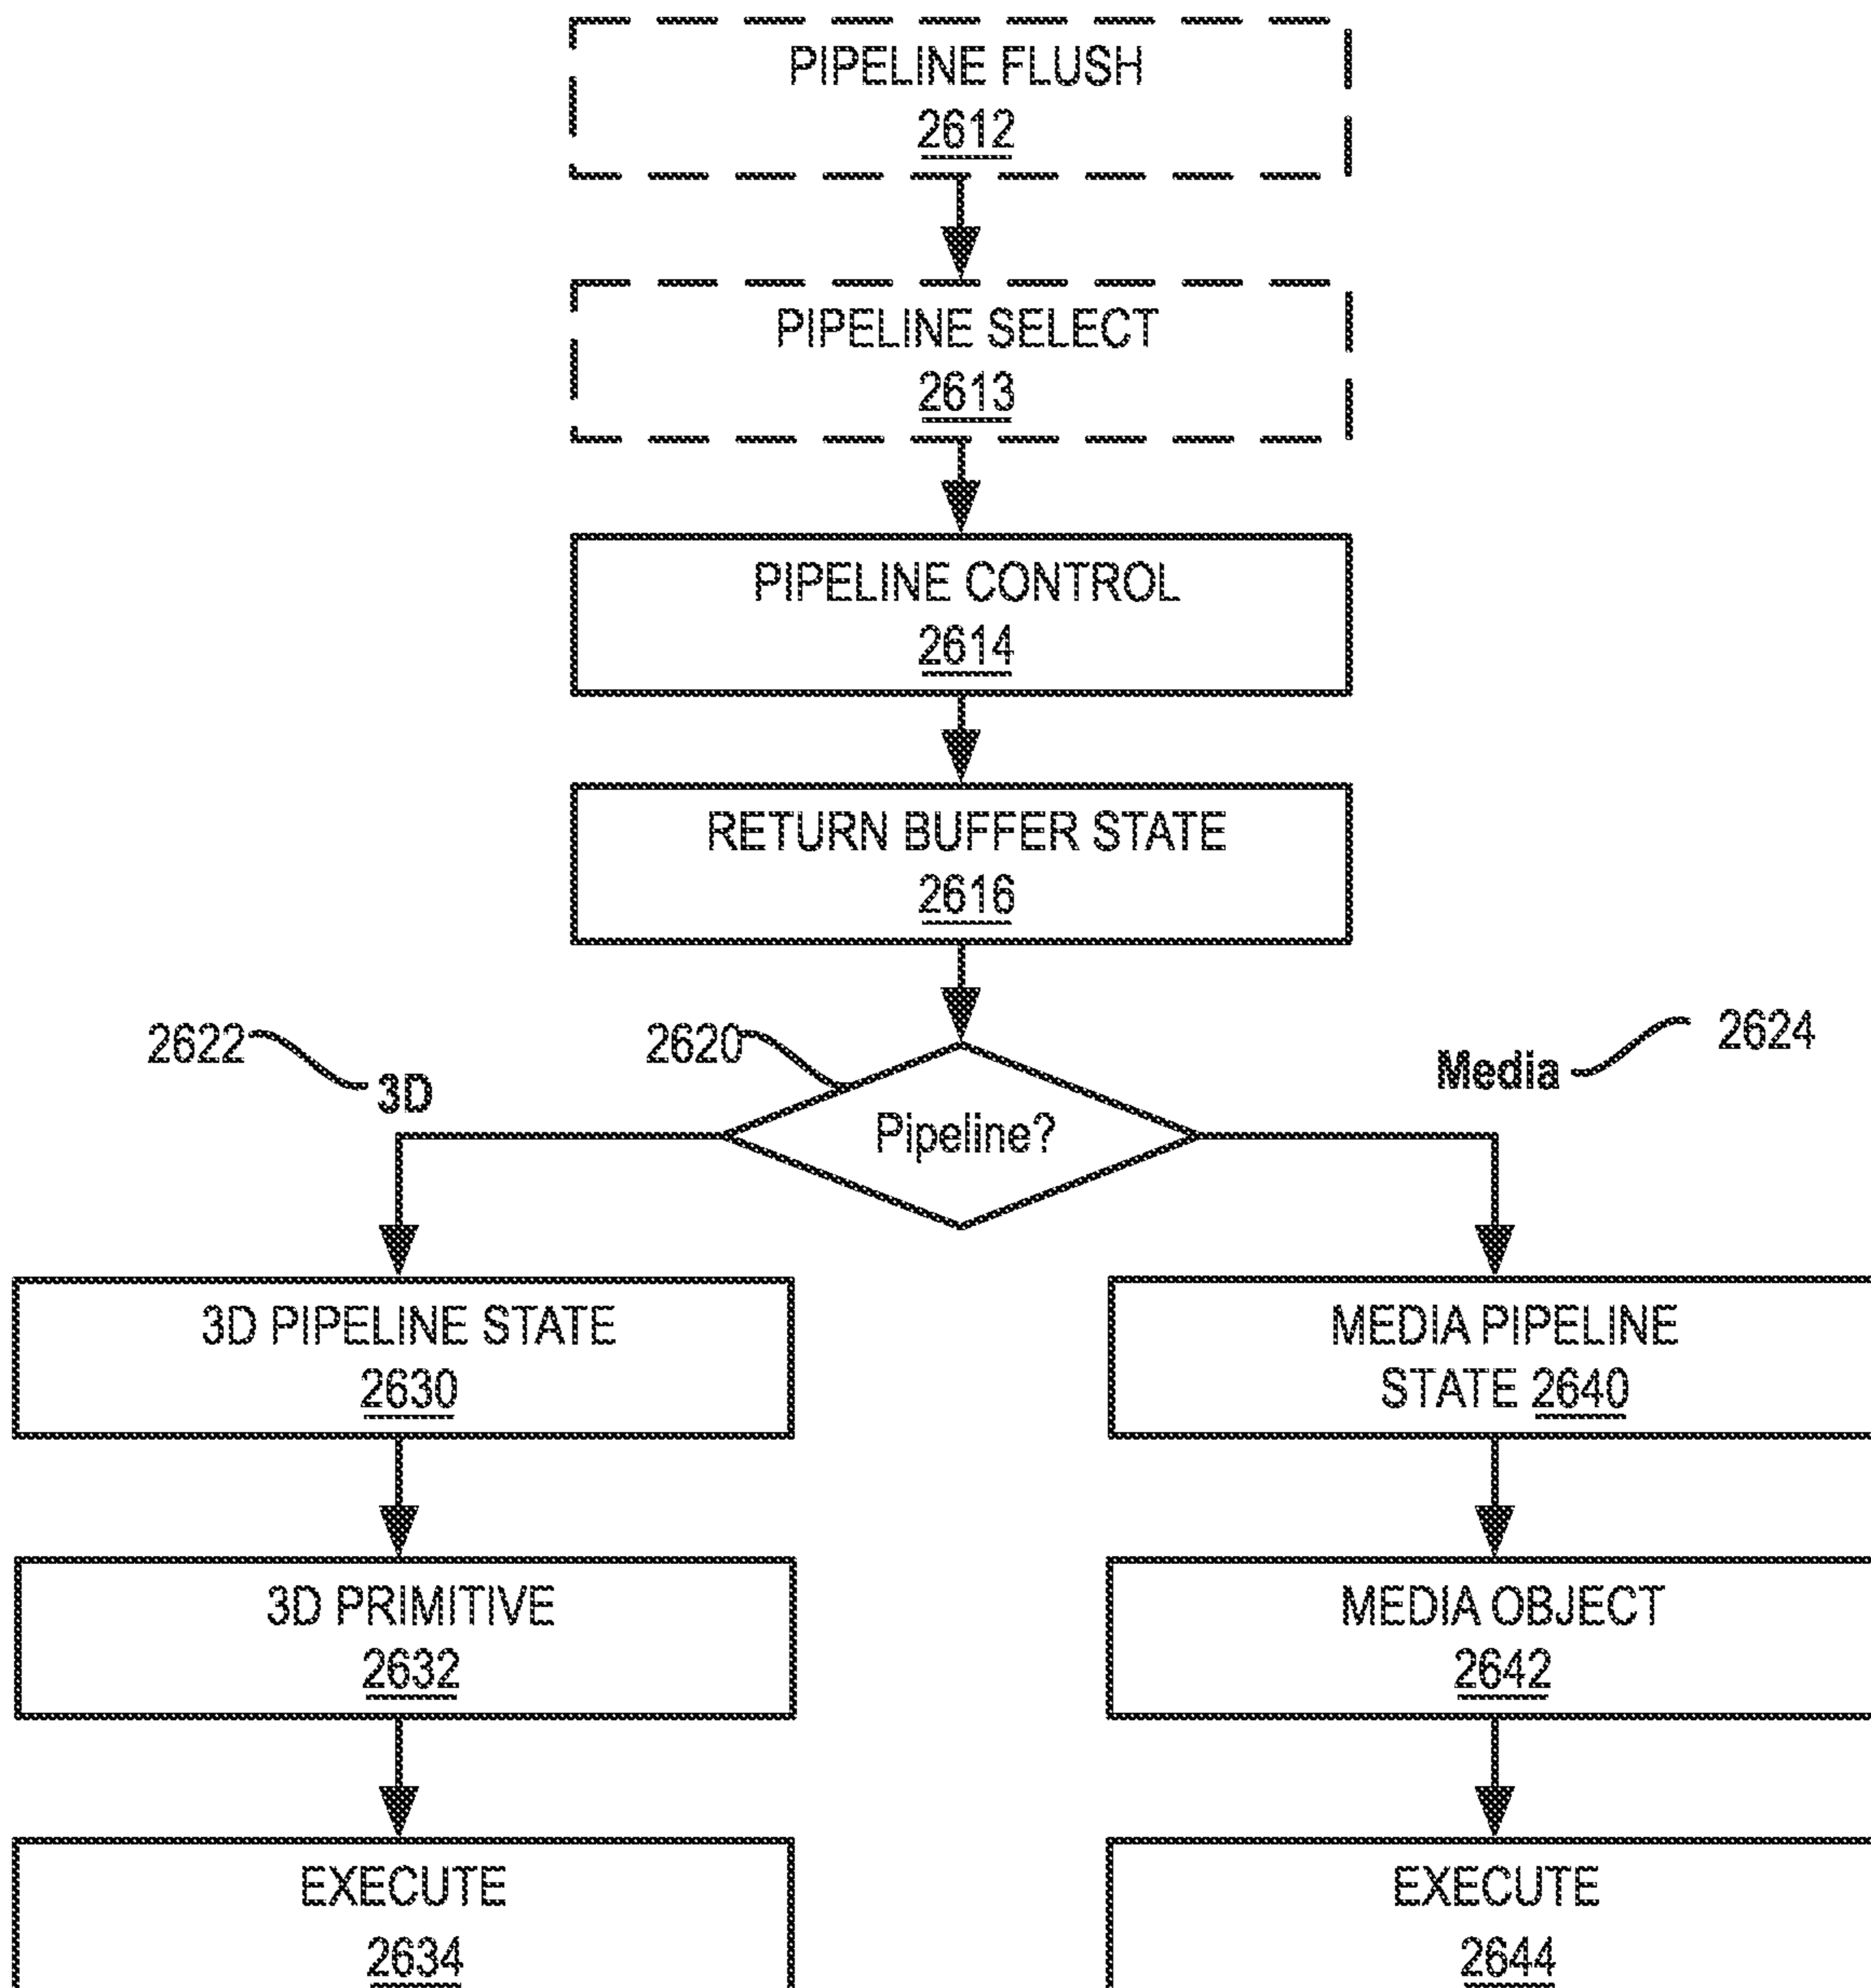 PIPELINE FLUSH
2612
PIPELINE SELECT
2613
PIPELINE CONTROL
2614
RETURN BUFFER STATE
2616
2622
3D
2620
Pipeline?
Media
2624
3D PIPELINE STATE
2630
MEDIA PIPELINE
STATE 2640
3D PRIMITIVE
2632
MEDIA OBJECT
2642
EXECUTE
2634
EXECUTE
2644